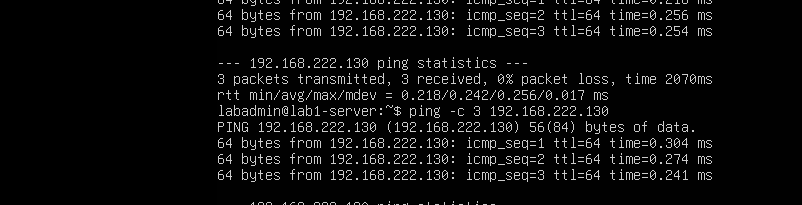 64 bytes from 192.168.222.130: icmp_seq=1 ttl=64 time=0.218 ms
64 bytes from 192.168.222.130: icmp_seq=2 ttl=64 time=0.256 ms
64 bytes from 192.168.222.130: icmp_seq=3 ttl=64 time=0.254 ms
--- 192.168.222.130 ping statistics ---
3 packets transmitted, 3 received, 0% packet loss, time 2070ms
rtt min/avg/max/mdev = 0.218/0.242/0.256/0.017 ms
labadmin@lab1-server:~$ ping -c 3 192.168.222.130
PING 192.168.222.130 (192.168.222.130) 56(84) bytes of data.
64 bytes from 192.168.222.130: icmp_seq=1 ttl=64 time=0.304 ms
64 bytes from 192.168.222.130: icmp_seq=2 ttl=64 time=0.274 ms
64 bytes from 192.168.222.130: icmp_seq=3 ttl=64 time=0.241 ms
--- 192.168.222.130 ping statistics ---